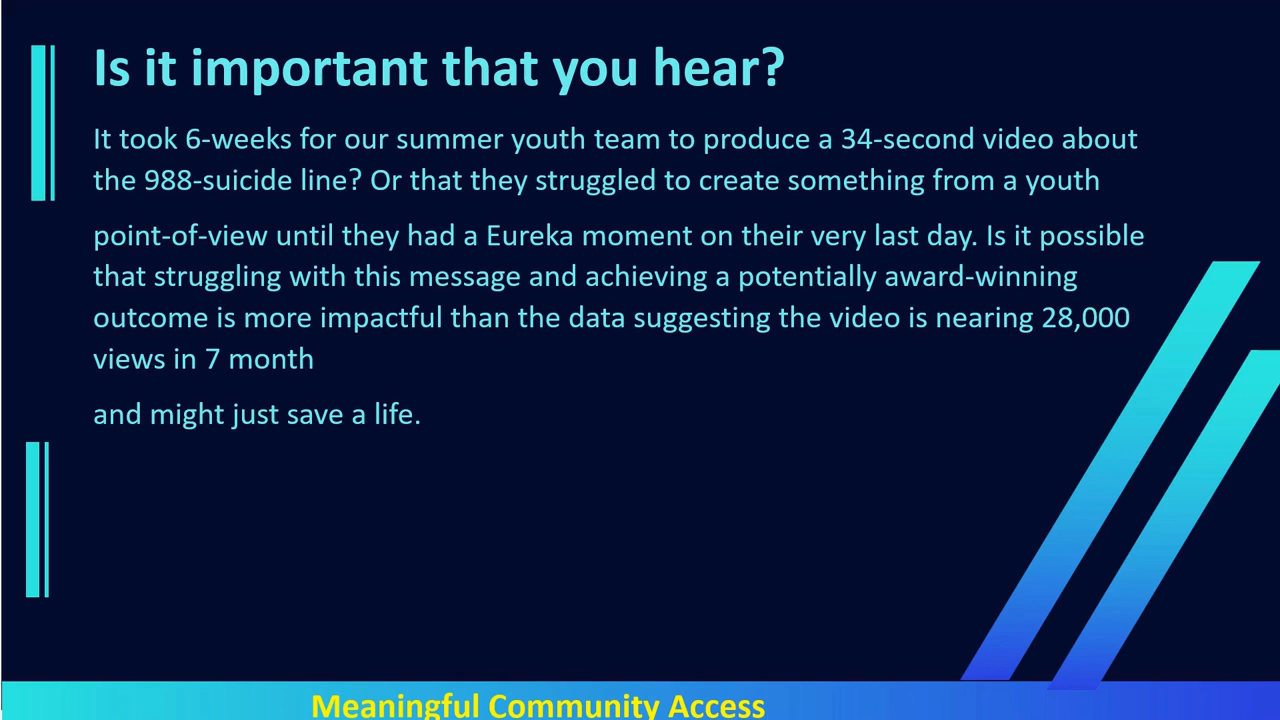 Is it important that you hear?
It took 6-weeks for our summer youth team to produce a 34-second video about
the 988-suicide line? Or that they struggled to create something from a youth
point-of-view until they had a Eureka moment on their very last day. Is it possible
that struggling with this message and achieving a potentially award-winning
outcome is more impactful than the data suggesting the video is nearing 28,000
views in 7 month
and might just save a life.
Meaningful Community Access